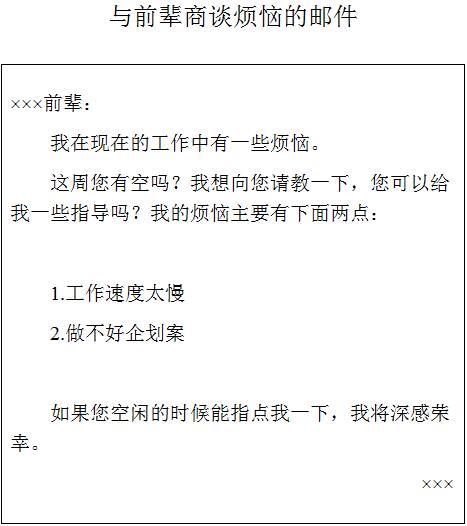 与前辈商谈烦恼的邮件
×××前辈：
我在现在的工作中有一些烦恼。
这周您有空吗？我想向您请教一下，您可以给
我一些指导吗？我的烦恼主要有下面两点：
1.工作速度太慢
2.做不好企划案
如果您空闲的时候能指点我一下，我将深感荣
幸。
×××